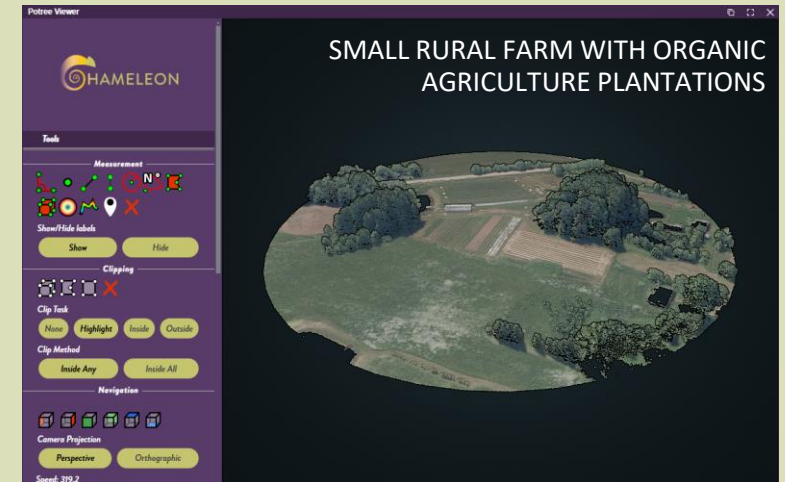 Potree Viewer
CHAMELEON
SMALL RURAL FARM WITH ORGANIC
AGRICULTURE PLANTATIONS
Tools
Measurement
N
Show/Hide labels
Show Hide
Clipping
Clip Task
None Highlight Inside Outside
Clip Method
Inside Any Inside All
Navigation
Camera Projection
Perspective Orthographic
Speed: 319.2